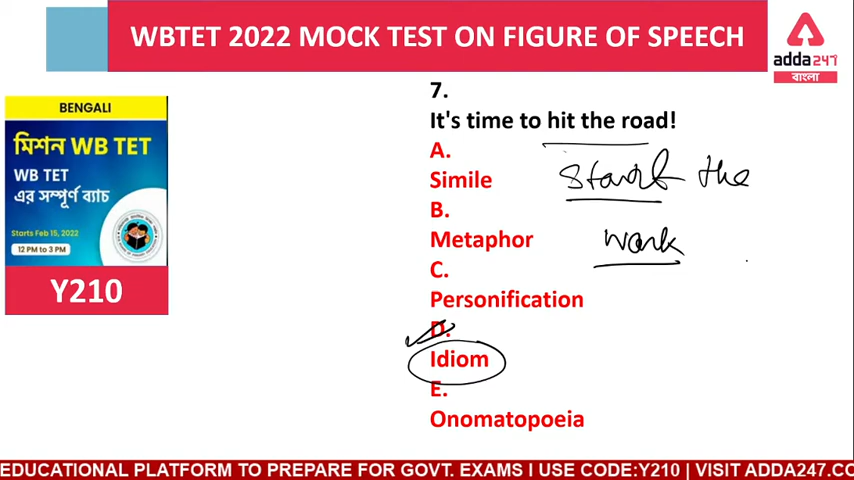 WBTET 2022 MOCK TEST ON FIGURE OF SPEECH
adda247
বাংলা
BENGALI
মিশন WB TET
WB TET
এর সম্পূর্ণ ব্যাচ
Starts Feb 15, 2022
12 PM to 3 PM
Y210
7.
It's time to hit the road!
A.
Simile
start the
B.
Metaphor
work
C.
Personification
D.
Idiom
E.
Onomatopoeia
EDUCATIONAL PLATFORM TO PREPARE FOR GOVT. EXAMS I USE CODE:Y210 | VISIT ADDA247.CO